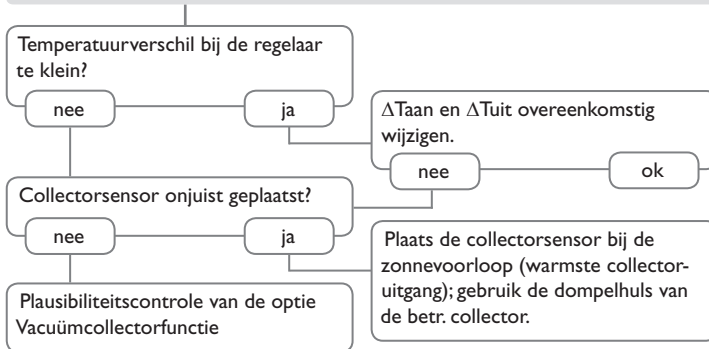 Temperatuurverschil bij de regelaar
te klein?
nee
ja
∆Taan en ∆Tuit overeenkomstig
wijzigen.
nee
ok
Collectorsensor onjuist geplaatst?
nee
ja
Plaats de collectorsensor bij de
zonnevoorloop (warmste collector-
uitgang); gebruik de dompelhuls van
de betr. collector.
Plausibiliteitscontrole van de optie
Vacuümcollectorfunctie